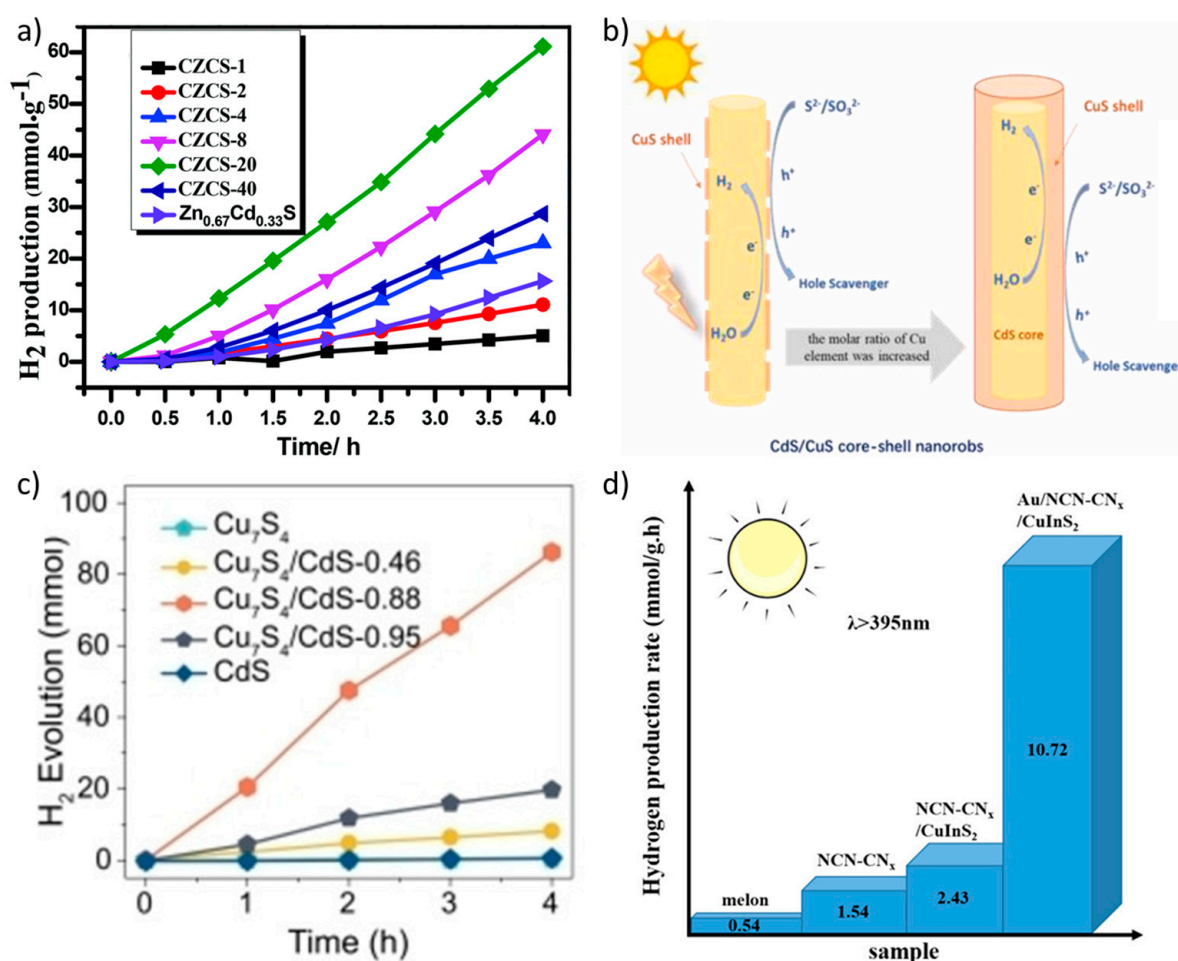 a)
H₂ production (mmol·g⁻¹)
60
50
40
30
20
10
0
CZCS-1
CZCS-2
CZCS-4
CZCS-8
CZCS-20
CZCS-40
Zn₀.₆₇Cd₀.₃₃S
0.0 0.5 1.0 1.5 2.0 2.5 3.0 3.5 4.0
Time/ h
b)
CuS shell
S²⁻/SO₃²⁻
H₂
h⁺
h⁺
e⁻
e⁻
H₂O
Hole Scavenger
the molar ratio of Cu
element was increased
H₂
CuS shell
e⁻
S²⁻/SO₃²⁻
e⁻
h⁺
H₂O
CdS core
h⁺
Hole Scavenger
CdS/CuS core-shell nanorobs
c)
H₂ Evolution (mmol)
100
80
60
40
20
0
Cu₇S₄
Cu₇S₄/CdS-0.46
Cu₇S₄/CdS-0.88
Cu₇S₄/CdS-0.95
CdS
0 1 2 3 4
Time (h)
d)
Hydrogen production rate (mmol/g.h)
λ>395nm
melon
0.54
NCN-CNₓ
1.54
NCN-CNₓ
/CuInS₂
2.43
Au/NCN-CNₓ
/CuInS₂
10.72
sample